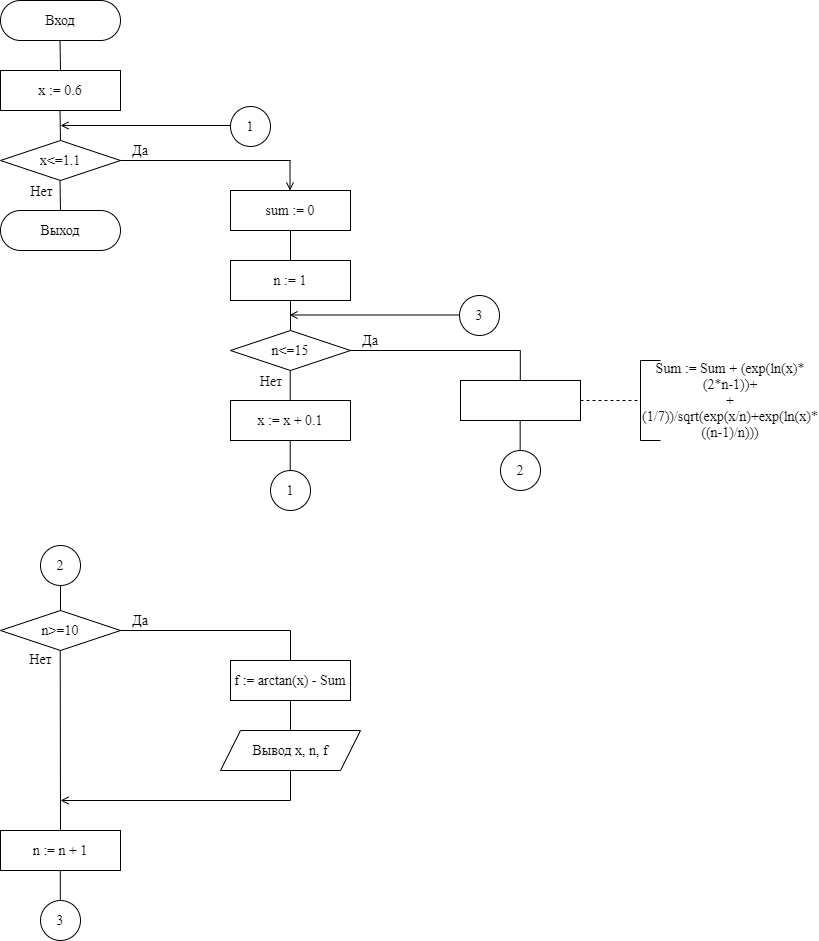 Вход
x := 0.6
1
x<=1.1
Да
Нет
Выход
sum := 0
n := 1
3
n<=15
Да
Нет
x := x + 0.1
1
Sum := Sum + (exp(ln(x)*
(2*n-1))+
+
(1/7))/sqrt(exp(x/n)+exp(ln(x)*
((n-1)/n)))
2
2
n>=10
Да
Нет
f := arctan(x) - Sum
Вывод x, n, f
n := n + 1
3